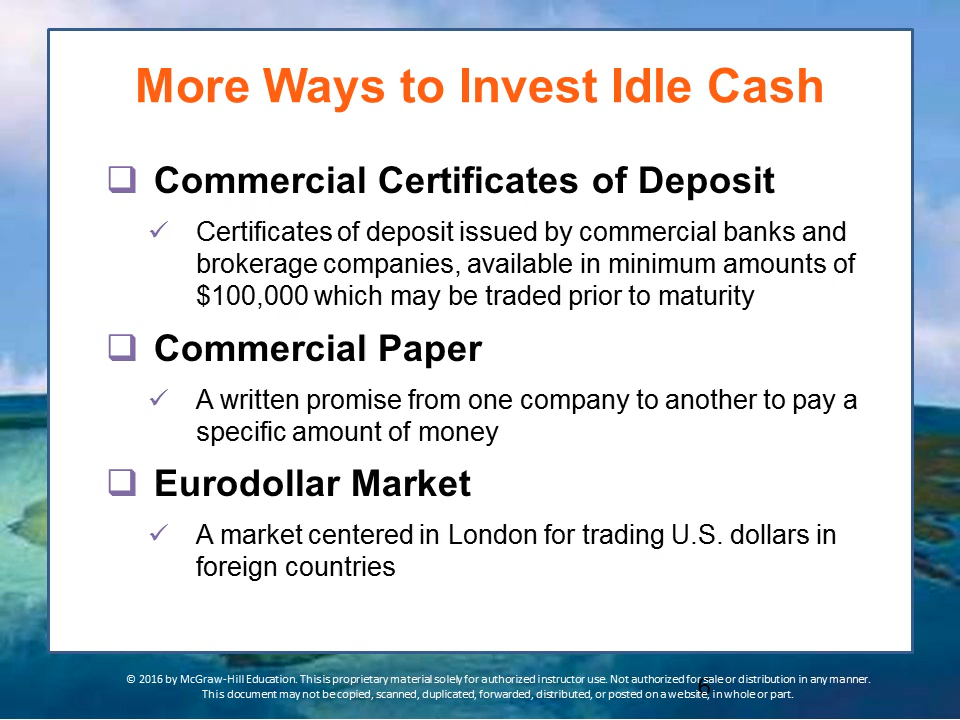 More Ways to Invest Idle Cash
Commercial Certificates of Deposit
Certificates of deposit issued by commercial banks and
brokerage companies, available in minimum amounts of
$100,000 which may be traded prior to maturity
Commercial Paper
A written promise from one company to another to pay a
specific amount of money
Eurodollar Market
A market centered in London for trading U.S. dollars in
foreign countries
© 2016 by McGraw-Hill Education. This is proprietary material solely for authorized instructor use. Not authorized for sale or distribution in any manner.
This document may not be copied, scanned, duplicated, forwarded, distributed, or posted on a website, in whole or part.